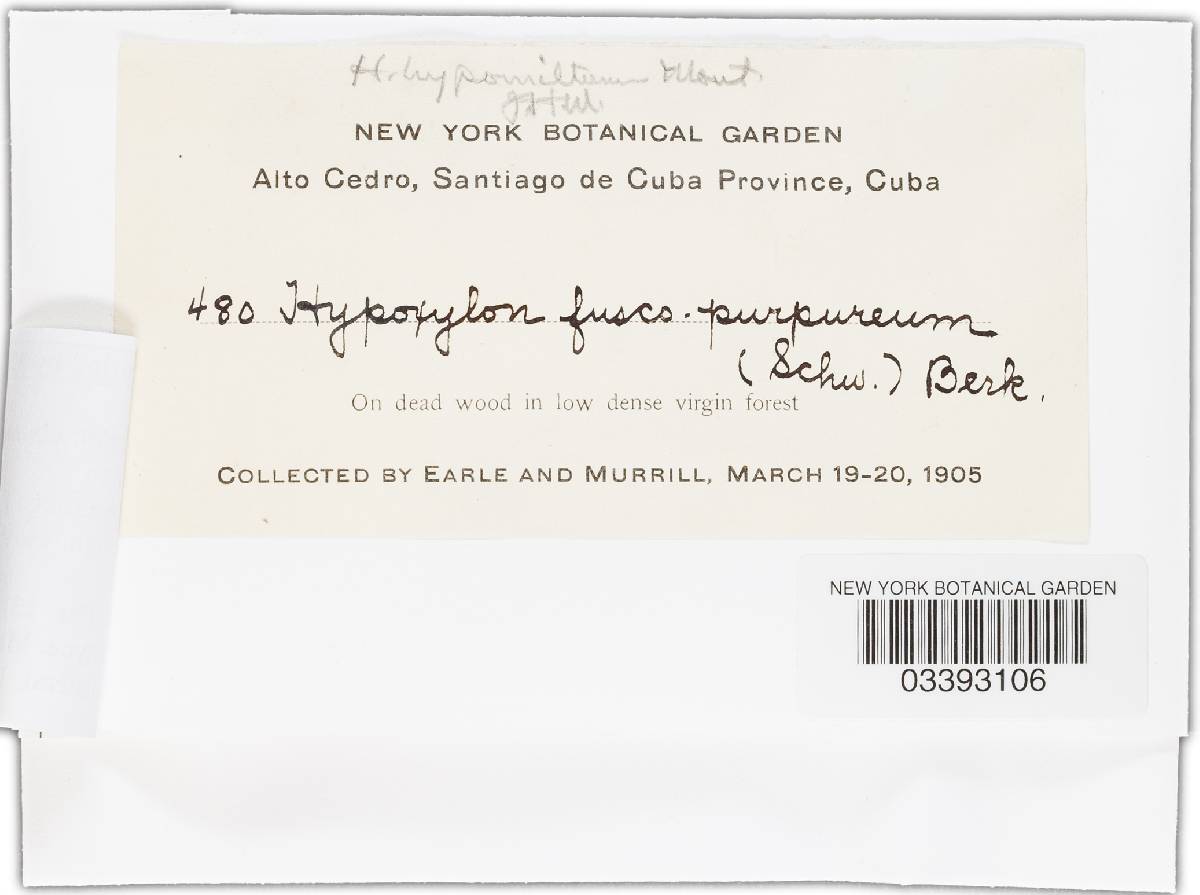 H. hypomiltum Mont
JHM.
NEW YORK BOTANICAL GARDEN
Alto Cedro, Santiago de Cuba Province, Cuba
480 Hypoxylon fusco-purpureum
(Schw.) Berk.
On dead wood in low dense virgin forest
COLLECTED BY EARLE AND MURRILL, MARCH 19-20, 1905
NEW YORK BOTANICAL GARDEN
03393106